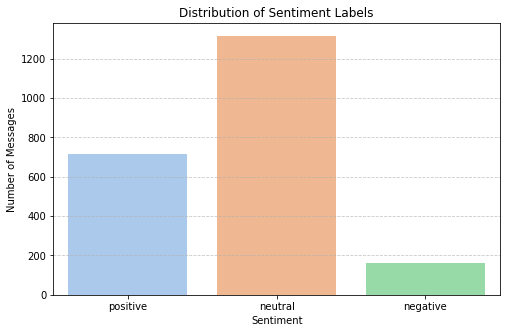 Distribution of Sentiment Labels
Number of Messages
1200
1000
800
600
400
200
0
positive neutral negative
Sentiment